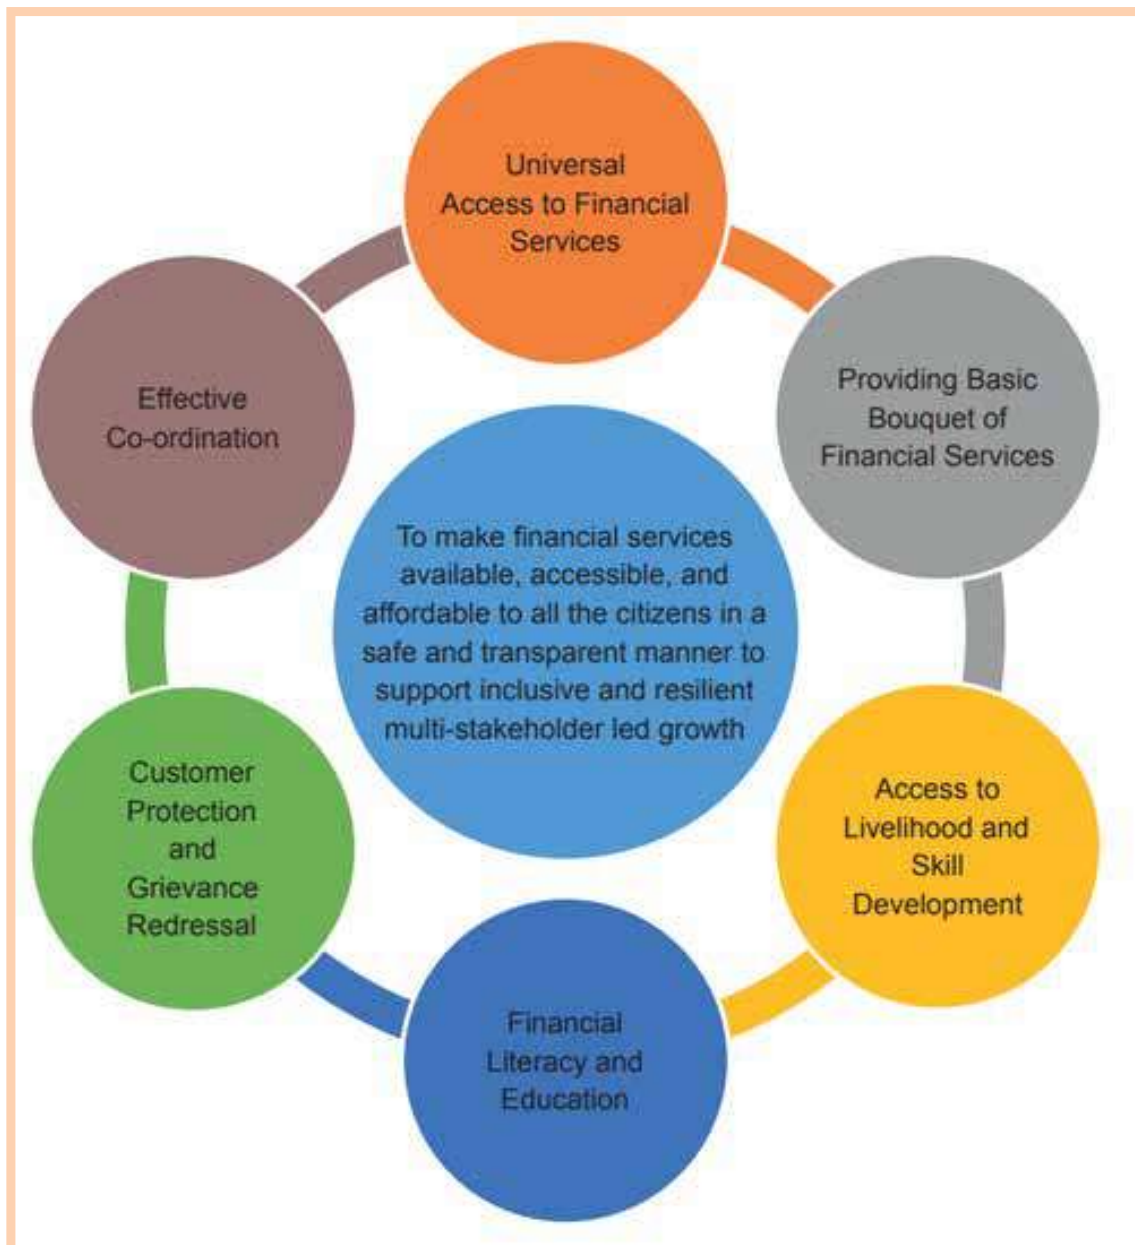 Universal
Access to Financial
Services
Providing Basic
Bouquet of
Financial Services
Access to
Livelihood and
Skill
Development
Financial
Literacy and
Education
Customer
Protection
and
Grievance
Redressal
Effective
Co-ordination
To make financial services
available, accessible, and
affordable to all the citizens in a
safe and transparent manner to
support inclusive and resilient
multi-stakeholder led growth